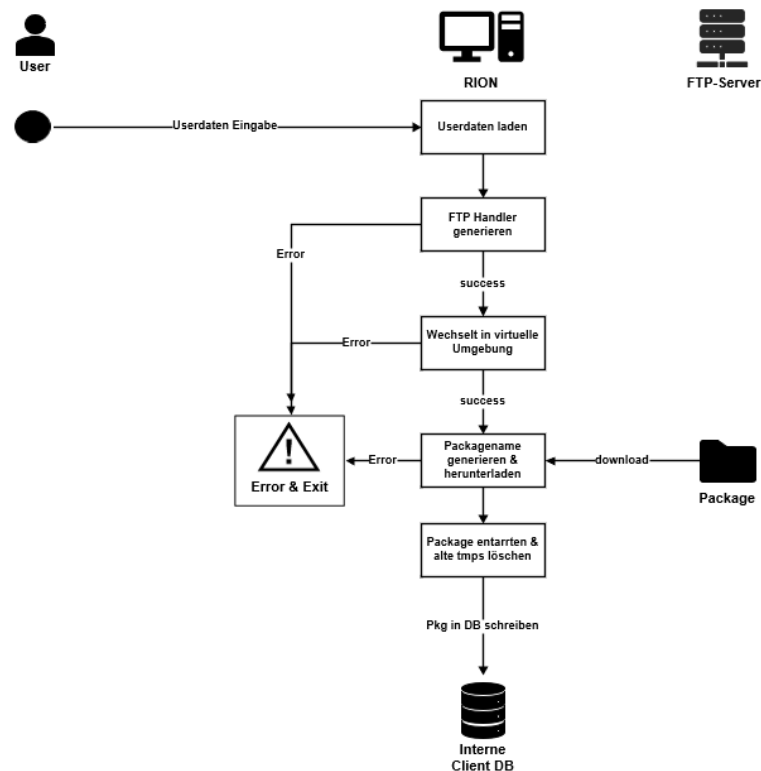 User
RION
FTP-Server
Userdaten Eingabe
Userdaten laden
FTP Handler
generieren
Error
success
Wechselt in virtuelle
Umgebung
Error
success
Packagename
generieren &
herunterladen
Error
download
Error & Exit
Package
Package entarrten &
alte tmps löschen
Pkg in DB schreiben
Interne
Client DB